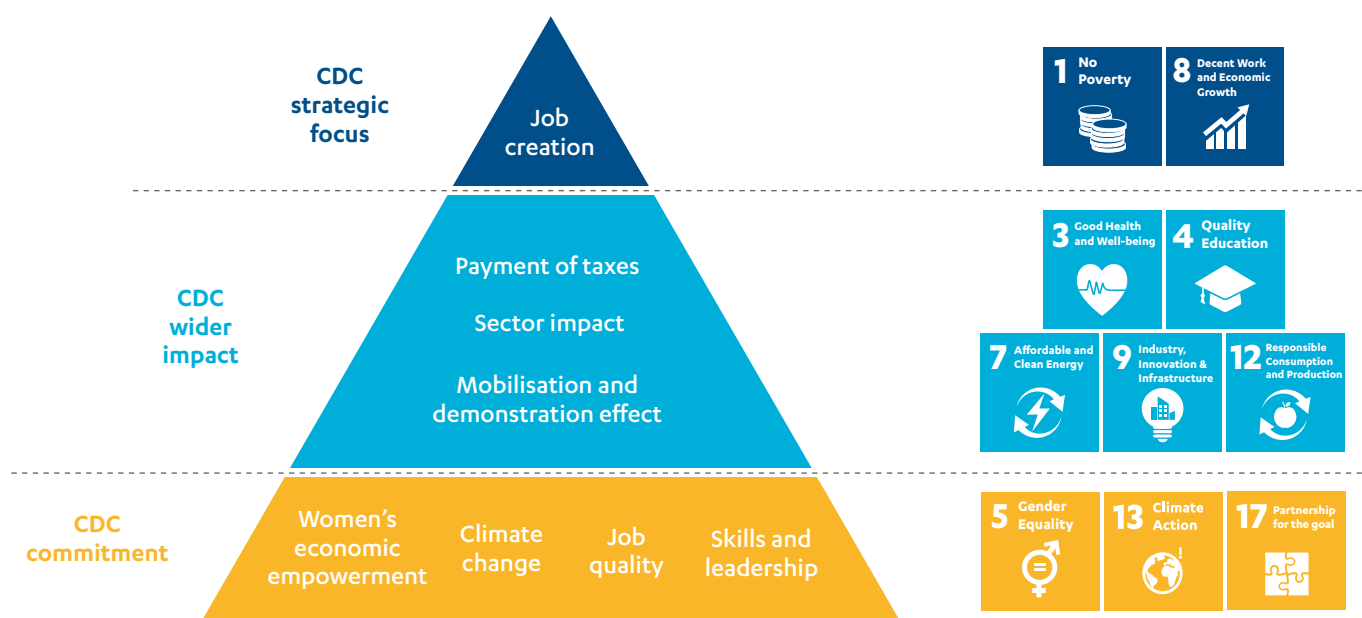 CDC
strategic
focus
Job
creation
1 No
Poverty
8 Decent Work
and Economic
Growth
CDC
wider
impact
Payment of taxes
Sector impact
Mobilisation and
demonstration effect
3 Good Health
and Well-being
4 Quality
Education
7 Affordable and
Clean Energy
9 Industry,
Innovation &
Infrastructure
12 Responsible
Consumption
and Production
CDC
commitment
Women's
economic
empowerment
Climate
change
Job
quality
Skills and
leadership
5 Gender
Equality
13 Climate
Action
17 Partnership
for the goal